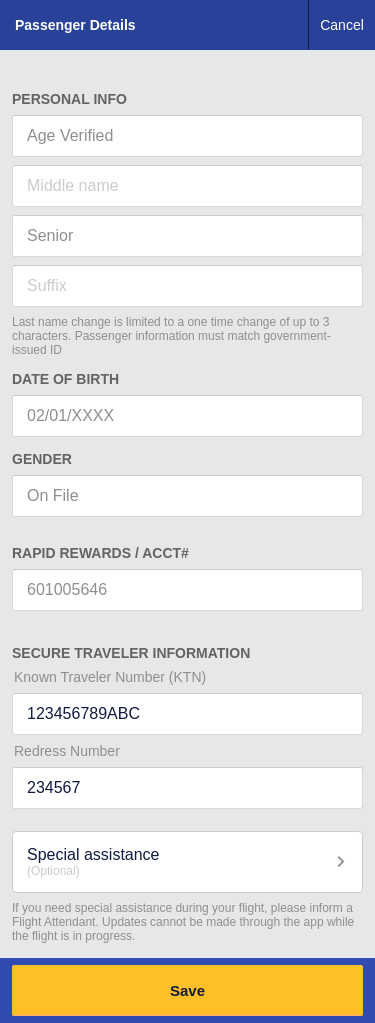 Passenger Details
Cancel
PERSONAL INFO
Age Verified
Middle name
Senior
Suffix
Last name change is limited to a one time change of up to 3
characters. Passenger information must match government-
issued ID
DATE OF BIRTH
02/01/XXXX
GENDER
On File
RAPID REWARDS / ACCT#
601005646
SECURE TRAVELER INFORMATION
Known Traveler Number (KTN)
123456789ABC
Redress Number
234567
Special assistance
(Optional)
If you need special assistance during your flight, please inform a
Flight Attendant. Updates cannot be made through the app while
the flight is in progress.
Save